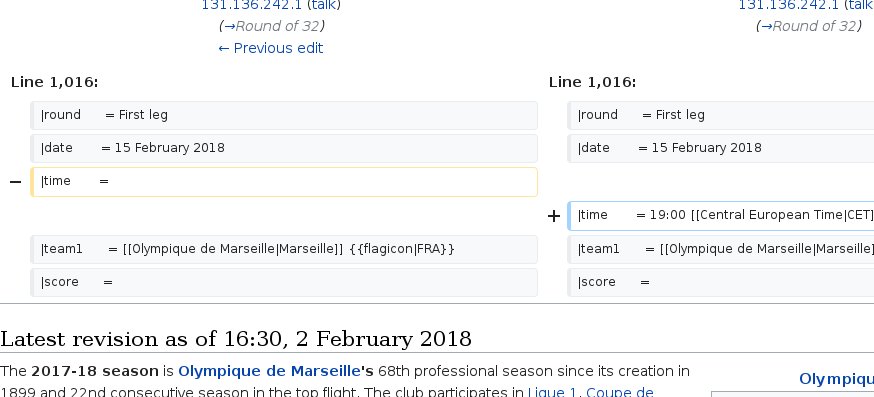 131.136.242.1 (talk) 131.136.242.1 (talk
(→Round of 32) (→Round of 32)
← Previous edit
Line 1,016: Line 1,016:
|round = First leg |round = First leg
|date = 15 February 2018 |date = 15 February 2018
− |time =
+ |time = 19:00 [[Central European Time|CET]
|team1 = [[Olympique de Marseille|Marseille]] {{flagicon|FRA}} |team1 = [[Olympique de Marseille|Marseille]
|score = |score =
Latest revision as of 16:30, 2 February 2018
The 2017-18 season is Olympique de Marseille's 68th professional season since its creation in
Olympiqu
1899 and 22nd consecutive season in the top flight. The club participates in Ligue 1, Coupe de